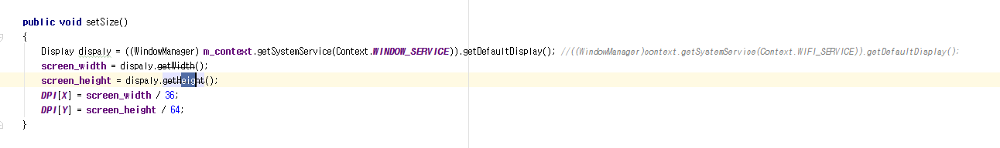 public void setSize()
{
Display dispaly = ((WindowManager) m_context.getSystemService(Context.WINDOW_SERVICE)).getDefaultDisplay(); //((WindowManager)context.getSystemService(Context.WIFI_SERVICE)).getDefaultDisplay();
screen_width = dispaly.getWidth();
screen_height = dispaly.getHeight();
DPI[X] = screen_width / 36;
DPI[Y] = screen_height / 64;
}